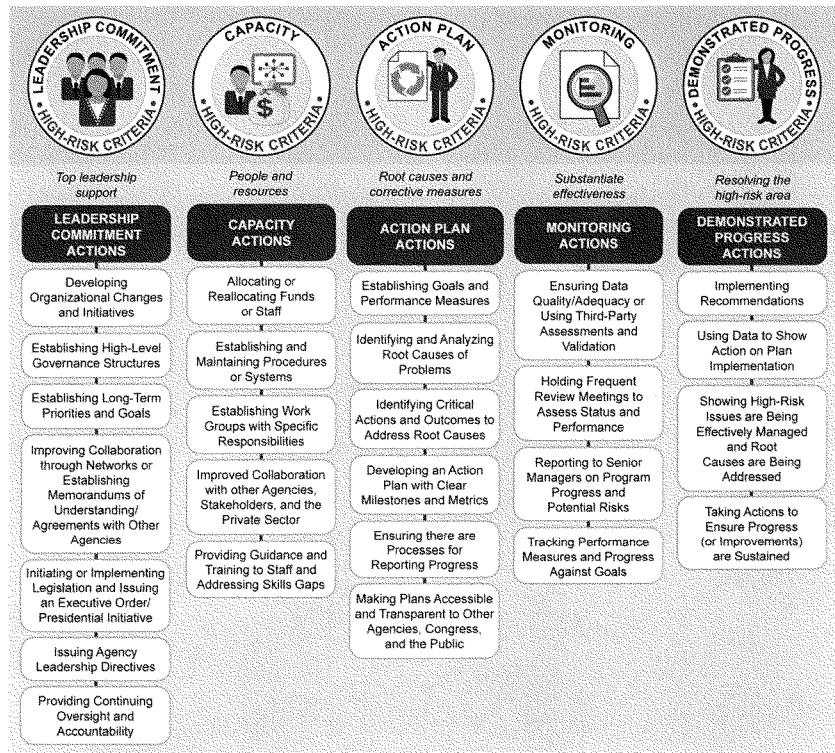 LEADERSHIP COMMITMENT
• HIGH-RISK CRITERIA •
Top leadership
support
LEADERSHIP
COMMITMENT
ACTIONS
Developing
Organizational Changes
and Initiatives
Establishing High-Level
Governance Structures
Establishing Long-Term
Priorities and Goals
Improving Collaboration
through Networks or
Establishing
Memorandums of
Understanding/
Agreements with Other
Agencies
Initiating or Implementing
Legislation and Issuing
an Executive Order/
Presidential Initiative
Issuing Agency
Leadership Directives
Providing Continuing
Oversight and
Accountability
CAPACITY
• HIGH-RISK CRITERIA •
$
People and
resources
CAPACITY
ACTIONS
Allocating or
Reallocating Funds
or Staff
Establishing and
Maintaining Procedures
or Systems
Establishing Work
Groups with Specific
Responsibilities
Improved Collaboration
with other Agencies,
Stakeholders, and the
Private Sector
Providing Guidance and
Training to Staff and
Addressing Skills Gaps
ACTION PLAN
• HIGH-RISK CRITERIA •
Root causes and
corrective measures
ACTION PLAN
ACTIONS
Establishing Goals and
Performance Measures
Identifying and Analyzing
Root Causes of
Problems
Identifying Critical
Actions and Outcomes to
Address Root Causes
Developing an Action
Plan with Clear
Milestones and Metrics
Ensuring there are
Processes for
Reporting Progress
Making Plans Accessible
and Transparent to Other
Agencies, Congress,
and the Public
MONITORING
• HIGH-RISK CRITERIA •
Substantiate
effectiveness
MONITORING
ACTIONS
Ensuring Data
Quality/Adequacy or
Using Third-Party
Assessments and
Validation
Holding Frequent
Review Meetings to
Assess Status and
Performance
Reporting to Senior
Managers on Program
Progress and
Potential Risks
Tracking Performance
Measures and Progress
Against Goals
DEMONSTRATED PROGRESS
• HIGH-RISK CRITERIA •
Resolving the
high-risk area
DEMONSTRATED
PROGRESS
ACTIONS
Implementing
Recommendations
Using Data to Show
Action on Plan
Implementation
Showing High-Risk
Issues are Being
Effectively Managed
and Root
Causes are Being
Addressed
Taking Actions to
Ensure Progress
(or Improvements)
are Sustained